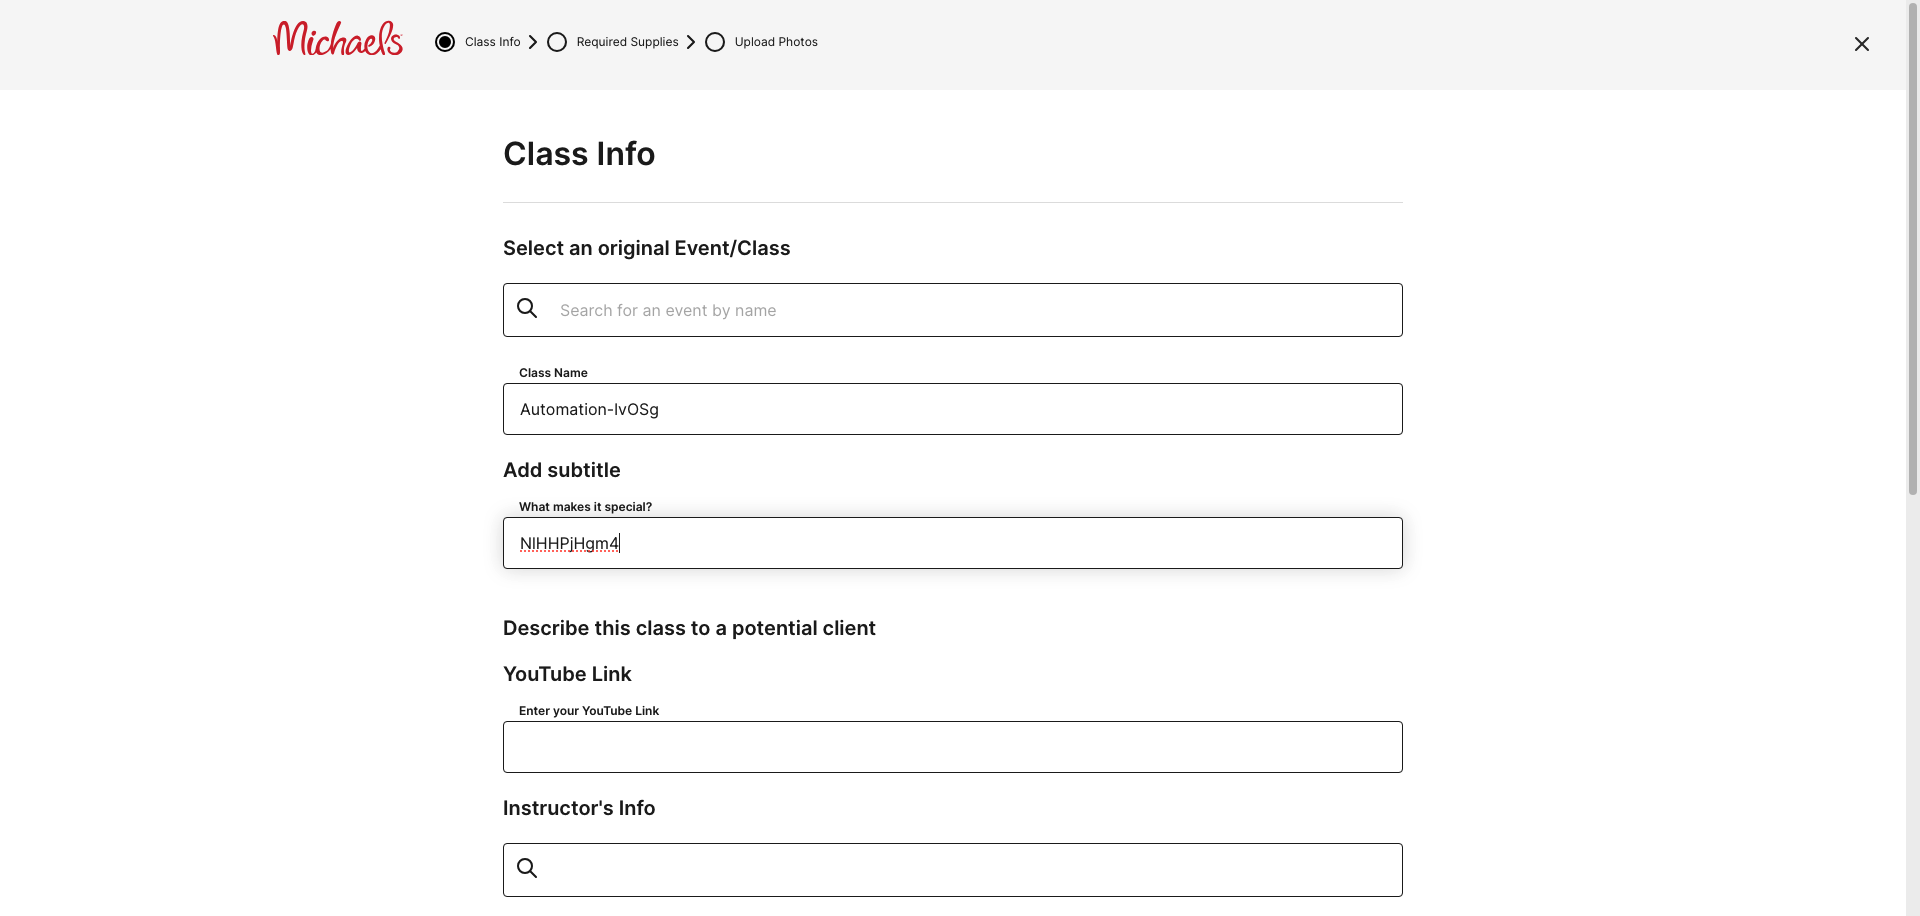 Michaels
Class Info
Required Supplies
Upload Photos
Class Info
Select an original Event/Class
Search for an event by name
Class Name
Automation-IvOSg
Add subtitle
What makes it special?
NIHHPjHgm4
Describe this class to a potential client
YouTube Link
Enter your YouTube Link
Instructor's Info